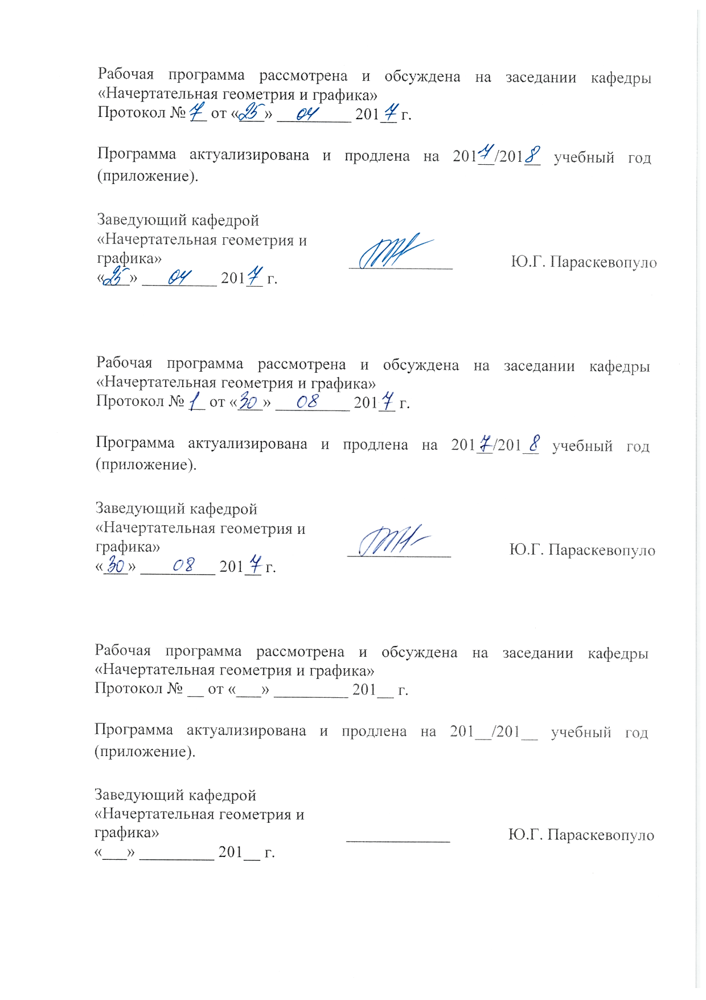 Рабочая программа рассмотрена и обсуждена на заседании кафедры
«Начертательная геометрия и графика»
Протокол № 7 от «25» 04 2017 г.
Программа актуализирована и продлена на 2017/2018 учебный год
(приложение).
Заведующий кафедрой
«Начертательная геометрия и
графика» Ю.Г. Параскевопуло
«25» 04 2017 г.
Рабочая программа рассмотрена и обсуждена на заседании кафедры
«Начертательная геометрия и графика»
Протокол № 1 от «30» 08 2017 г.
Программа актуализирована и продлена на 2017/2018 учебный год
(приложение).
Заведующий кафедрой
«Начертательная геометрия и
графика» Ю.Г. Параскевопуло
«30» 08 2017 г.
Рабочая программа рассмотрена и обсуждена на заседании кафедры
«Начертательная геометрия и графика»
Протокол № __ от «___» _________ 201__ г.
Программа актуализирована и продлена на 201__/201__ учебный год
(приложение).
Заведующий кафедрой
«Начертательная геометрия и
графика» _____________ Ю.Г. Параскевопуло
«___» _________ 201__ г.